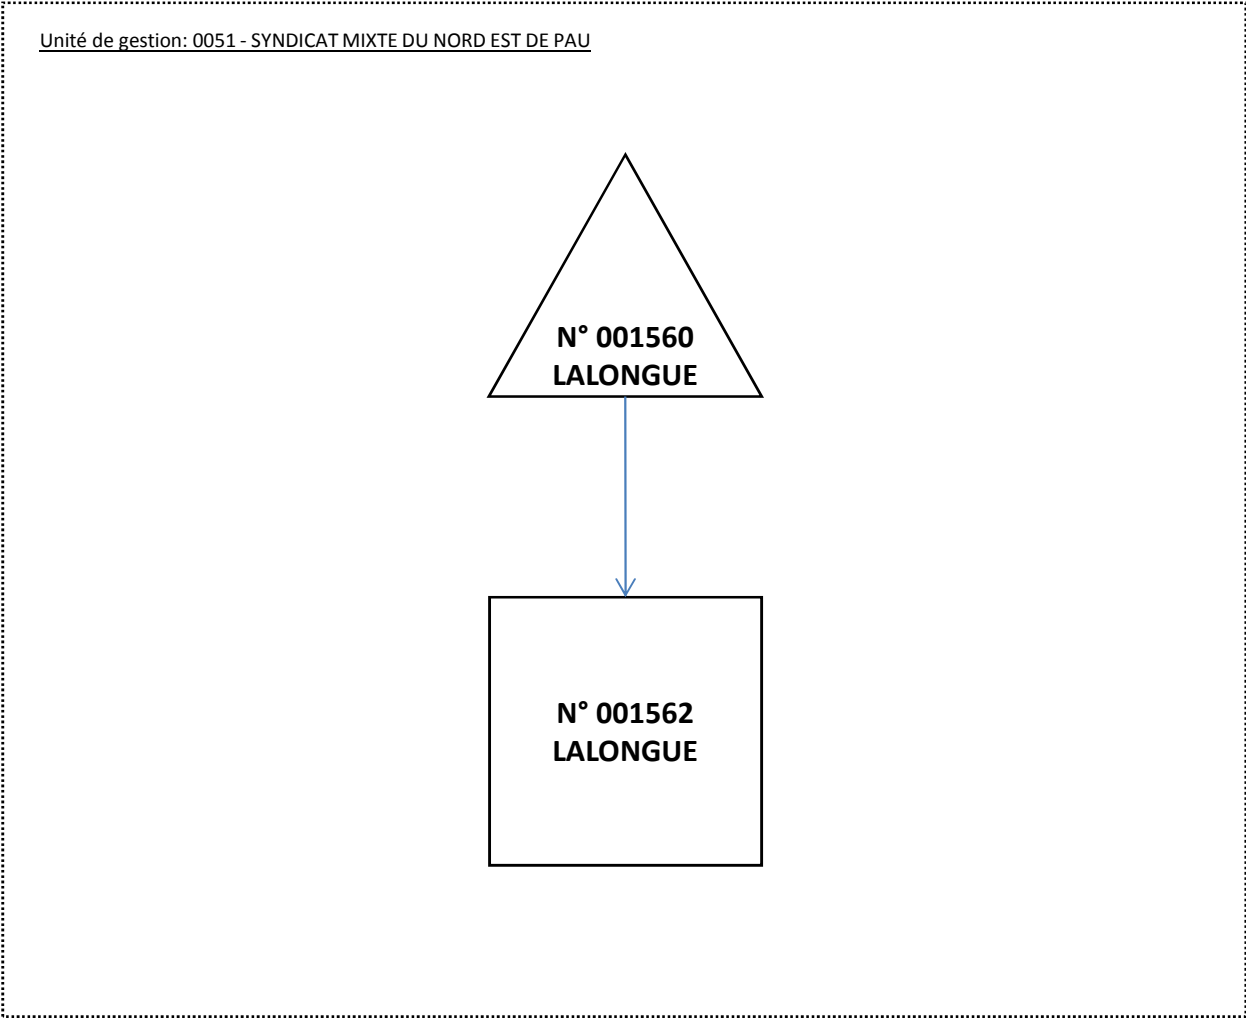 Unité de gestion: 0051 - SYNDICAT MIXTE DU NORD EST DE PAU
N° 001560
LALONGUE
N° 001562
LALONGUE